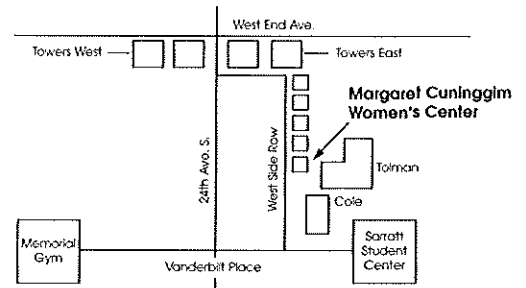 West End Ave.
Towers West
Towers East
Margaret Cuninggim
Women's Center
24th Ave. S.
West Side Row
Tolman
Cole
Memorial
Gym
Vanderbilt Place
Sarratt
Student
Center